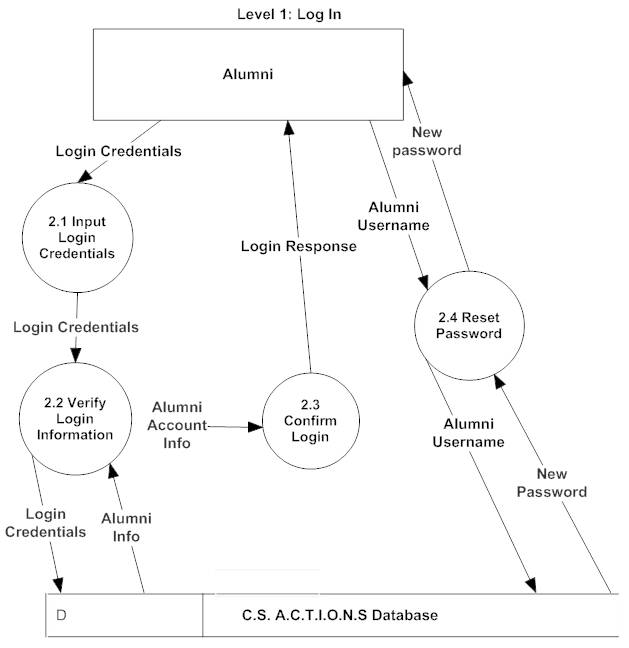 Level 1: Log In
Alumni
Login Credentials
New
password
Alumni
Username
2.1 Input
Login
Credentials
Login Response
Login Credentials
2.4 Reset
Password
2.2 Verify
Login
Information
Alumni
Account
Info
2.3
Confirm
Login
Alumni
Username
New
Password
Login
Credentials
Alumni
Info
D
C.S. A.C.T.I.O.N.S Database